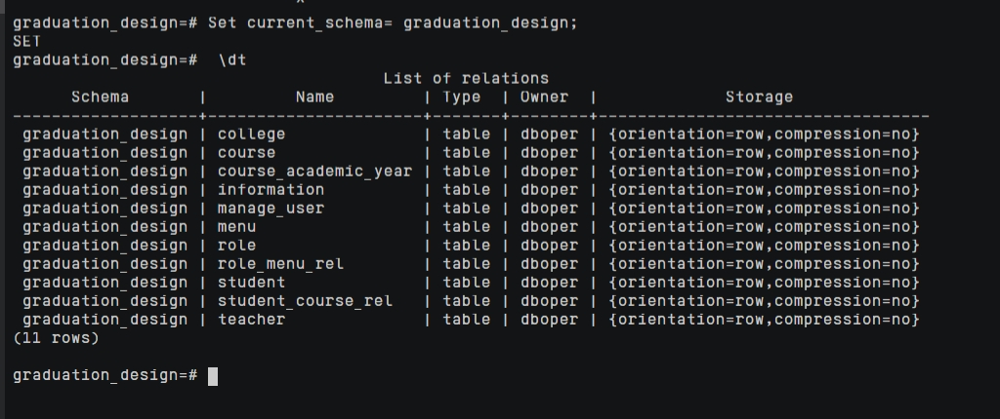 graduation_design=# Set current_schema= graduation_design;
SET
graduation_design=#  \dt
List of relations
Schema | Name | Type | Owner | Storage
-------------------+----------------------+-------+--------+----------------------------------
graduation_design | college | table | dboper | {orientation=row,compression=no}
graduation_design | course | table | dboper | {orientation=row,compression=no}
graduation_design | course_academic_year | table | dboper | {orientation=row,compression=no}
graduation_design | information | table | dboper | {orientation=row,compression=no}
graduation_design | manage_user | table | dboper | {orientation=row,compression=no}
graduation_design | menu | table | dboper | {orientation=row,compression=no}
graduation_design | role | table | dboper | {orientation=row,compression=no}
graduation_design | role_menu_rel | table | dboper | {orientation=row,compression=no}
graduation_design | student | table | dboper | {orientation=row,compression=no}
graduation_design | student_course_rel | table | dboper | {orientation=row,compression=no}
graduation_design | teacher | table | dboper | {orientation=row,compression=no}
(11 rows)
graduation_design=#